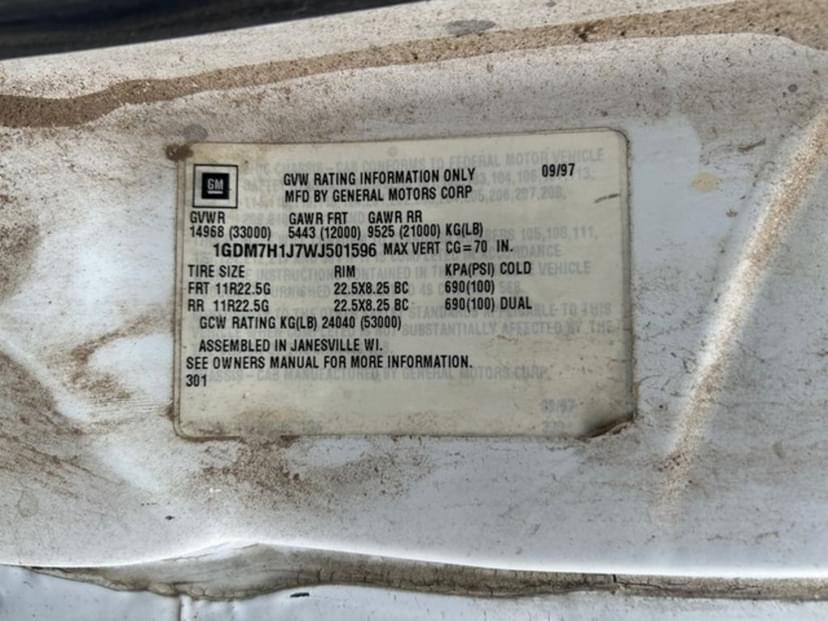 GM
GVW RATING INFORMATION ONLY 09/97
MFD BY GENERAL MOTORS CORP
GVWR GAWR FRT GAWR RR
14968 (33000) 5443 (12000) 9525 (21000) KG(LB)
1GDM7H1J7WJ501596 MAX VERT CG=70 IN.
TIRE SIZE RIM KPA(PSI) COLD
FRT 11R22.5G 22.5X8.25 BC 690(100)
RR 11R22.5G 22.5X8.25 BC 690(100) DUAL
GCW RATING KG(LB) 24040 (53000)
ASSEMBLED IN JANESVILLE WI.
SEE OWNERS MANUAL FOR MORE INFORMATION.
301